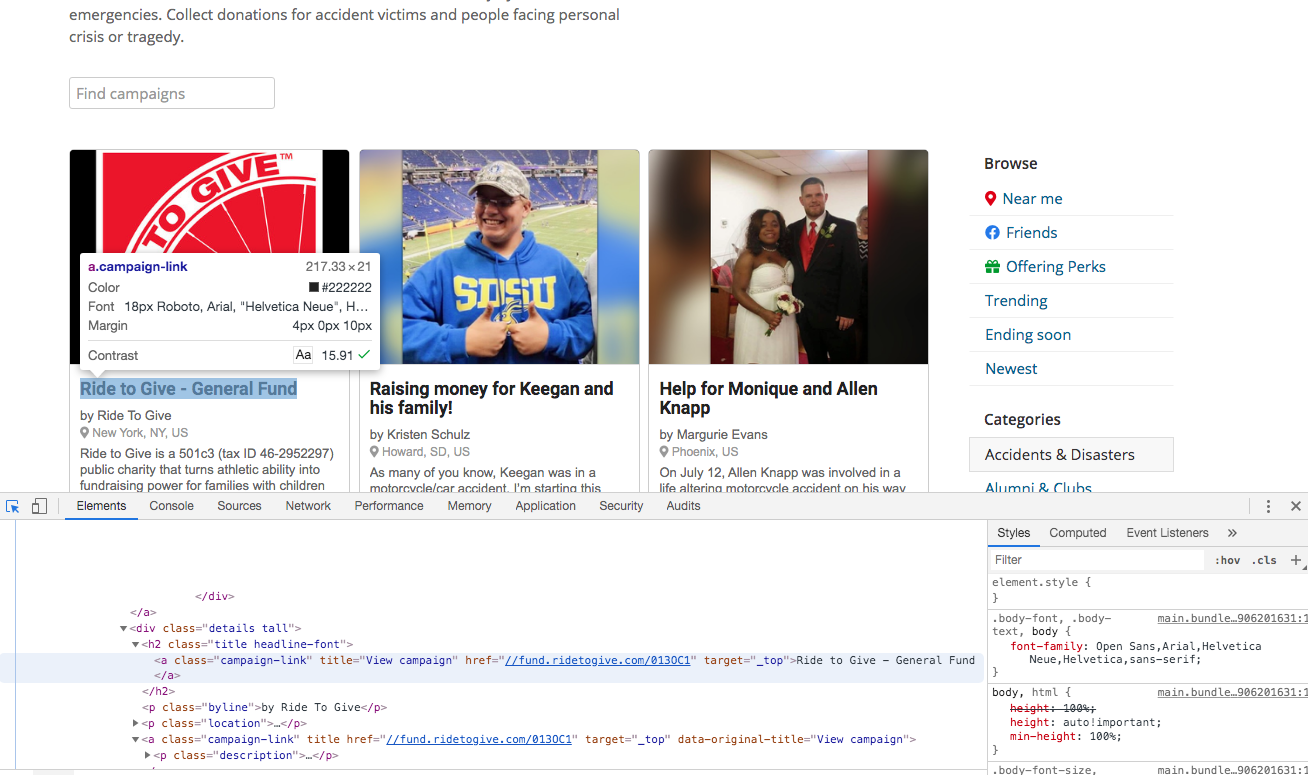 emergencies. Collect donations for accident victims and people facing personal
crisis or tragedy.
Find campaigns
TO GIVE™
SDSU
a.campaign-link 217.33 × 21
Color #222222
Font 18px Roboto, Arial, "Helvetica Neue", H…
Margin 4px 0px 10px
Contrast Aa 15.91
Ride to Give - General Fund
by Ride To Give
New York, NY, US
Ride to Give is a 501c3 (tax ID 46-2952297)
public charity that turns athletic ability into
fundraising power for families with children
Raising money for Keegan and
his family!
by Kristen Schulz
Howard, SD, US
As many of you know, Keegan was in a
motorcycle/car accident. I'm starting this
Help for Monique and Allen
Knapp
by Margurie Evans
Phoenix, US
On July 12, Allen Knapp was involved in a
life altering motorcycle accident on his way
Browse
Near me
Friends
Offering Perks
Trending
Ending soon
Newest
Categories
Accidents & Disasters
Alumni & Clubs
Elements Console Sources Network Performance Memory Application Security Audits
</div>
</a>
<div class="details tall">
<h2 class="title headline-font">
<a class="campaign-link" title="View campaign" href="//fund.ridetogive.com/0130C1" target="_top">Ride to Give - General Fund
</a>
</h2>
<p class="byline">by Ride To Give</p>
<p class="location">…</p>
<a class="campaign-link" title href="//fund.ridetogive.com/0130C1" target="_top" data-original-title="View campaign">
<p class="description">…</p>
Styles Computed Event Listeners »
Filter :hov .cls +
element.style {
}
.body-font, .body- main.bundle…906201631:1
text, body {
font-family: Open Sans,Arial,Helvetica
Neue,Helvetica,sans-serif;
}
body, html { main.bundle…906201631:1
height: 100%;
height: auto!important;
min-height: 100%;
}
.body-font-size, main.bundle…906201631:1